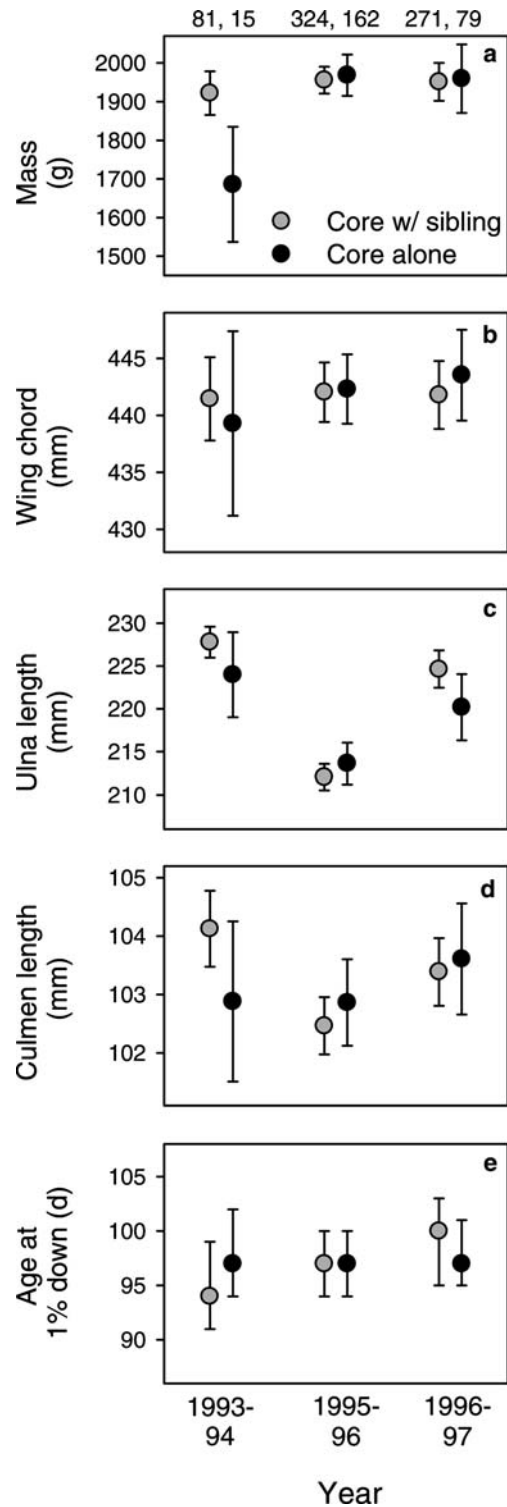 81, 15 324, 162 271, 79
a
2000
1900
1800
1700
1600
1500
Mass
(g)
Core w/ sibling
Core alone
b
445
440
435
430
Wing chord
(mm)
c
230
225
220
214
210
Ulna length
(mm)
d
105
104
103
102
Culmen length
(mm)
e
105
100
95
90
Age at
1% down (d)
1993- 1995- 1996-
94 96 97
Year